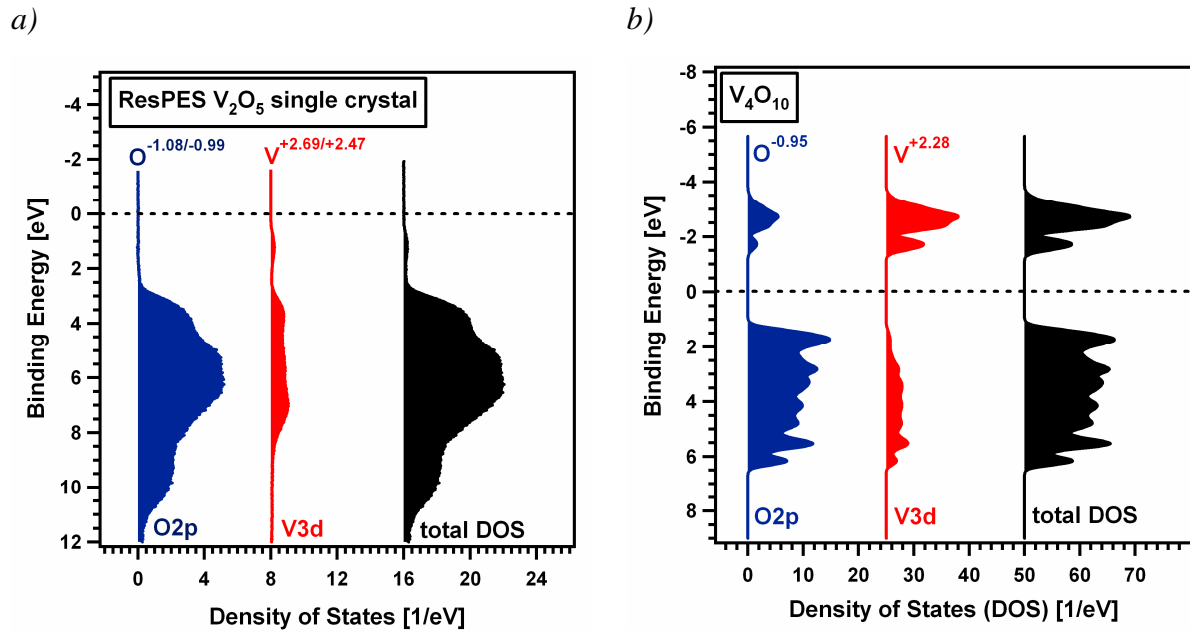 a)
ResPES V₂O₅ single crystal
O⁻¹·⁰⁸/⁻⁰·⁹⁹
V⁺²·⁶⁹/⁺²·⁴⁷
-4
-2
0
2
4
6
8
10
12
Binding Energy [eV]
O2p
V3d
total DOS
0 4 8 12 16 20 24
Density of States [1/eV]
b)
V₄O₁₀
O⁻⁰·⁹⁵
V⁺²·²⁸
-8
-6
-4
-2
0
2
4
6
8
Binding Energy [eV]
O2p
V3d
total DOS
0 10 20 30 40 50 60 70
Density of States (DOS) [1/eV]